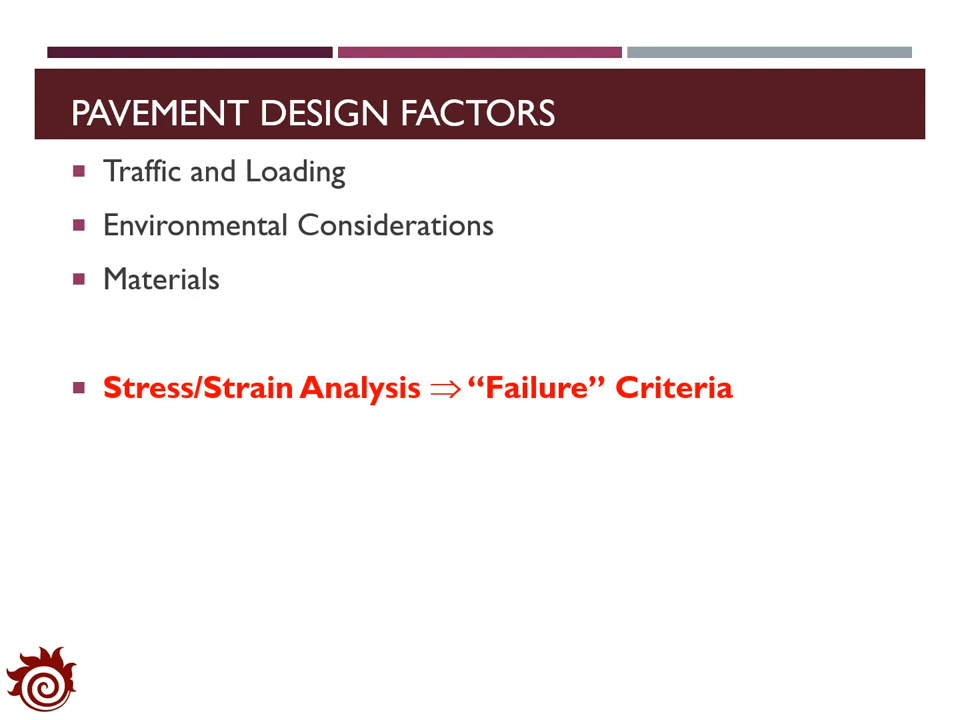 PAVEMENT DESIGN FACTORS
Traffic and Loading
Environmental Considerations
Materials
Stress/Strain Analysis ⇒ “Failure” Criteria